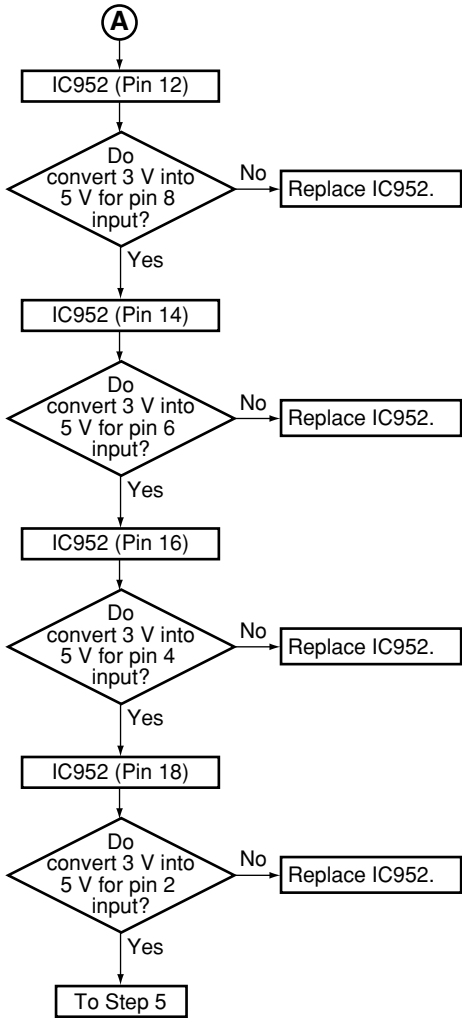 A
IC952 (Pin 12)
Do
convert 3 V into
5 V for pin 8
input?
No
Replace IC952.
Yes
IC952 (Pin 14)
Do
convert 3 V into
5 V for pin 6
input?
No
Replace IC952.
Yes
IC952 (Pin 16)
Do
convert 3 V into
5 V for pin 4
input?
No
Replace IC952.
Yes
IC952 (Pin 18)
Do
convert 3 V into
5 V for pin 2
input?
No
Replace IC952.
Yes
To Step 5